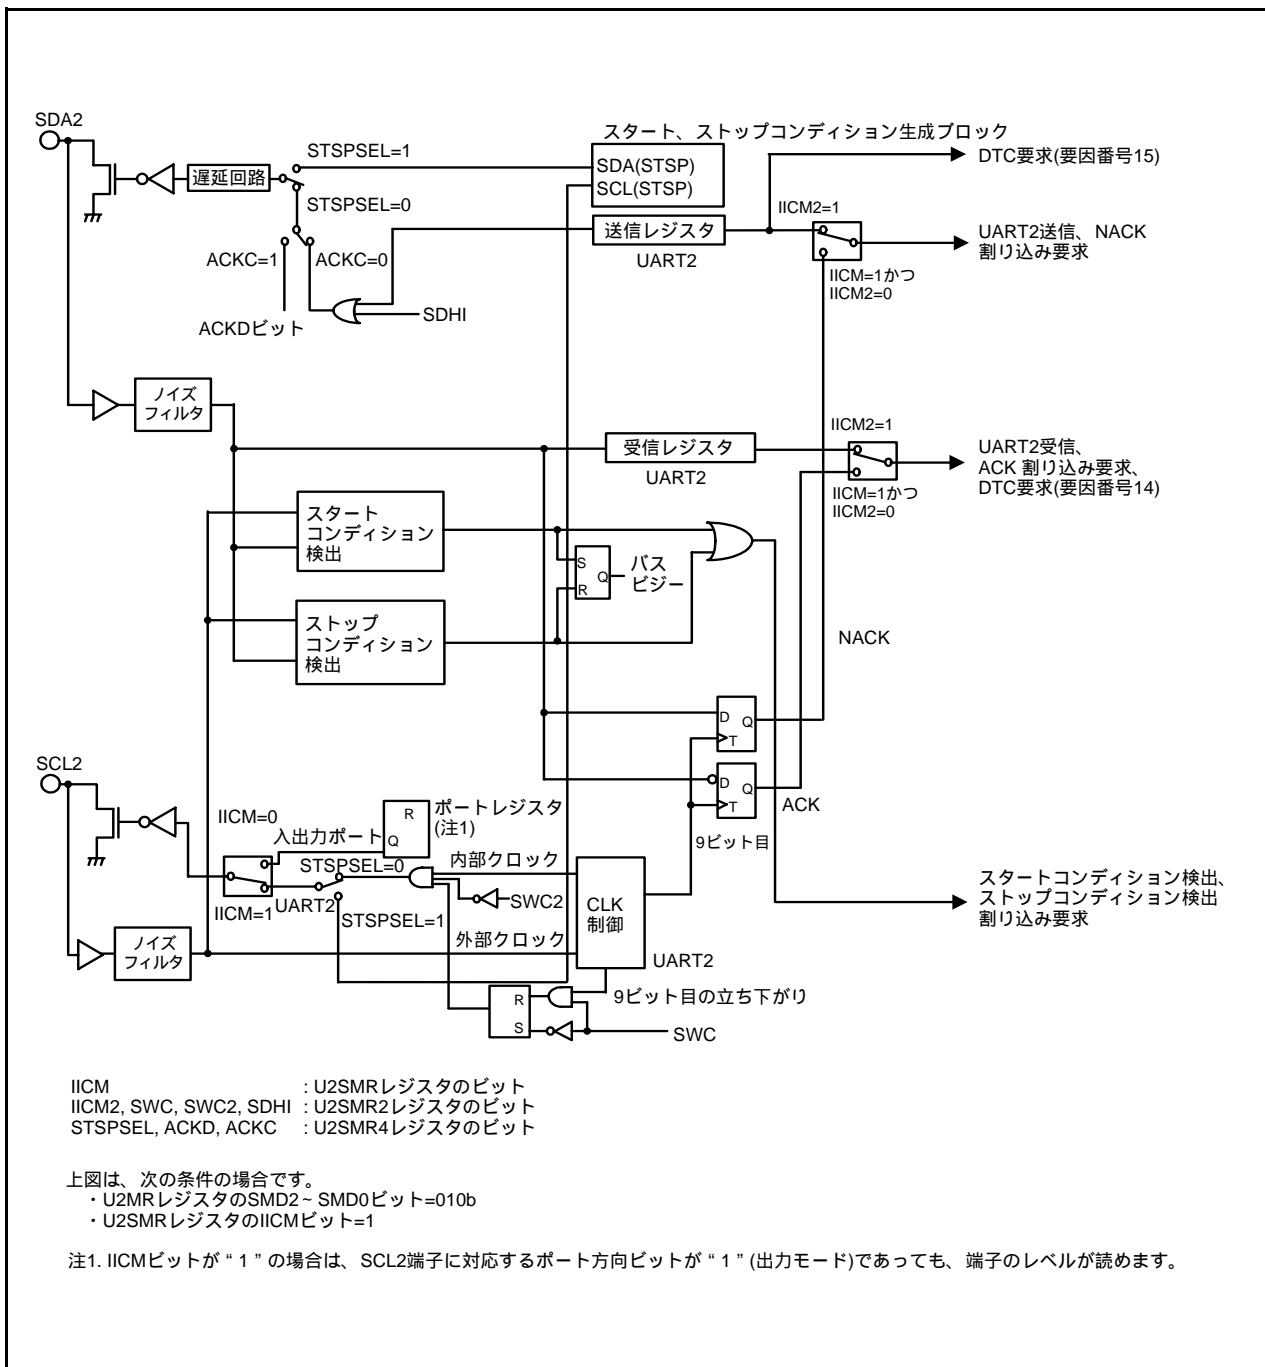 SDA2
スタート、ストップコンディション生成ブロック
STSPSEL=1
SDA(STSP)
SCL(STSP)
DTC要求(要因番号15)
遅延回路
STSPSEL=0
IICM2=1
送信レジスタ
UART2
UART2送信、NACK
割り込み要求
ACKC=1
ACKC=0
IICM=1かつ
IICM2=0
SDHI
ACKDビット
ノイズ
フィルタ
IICM2=1
受信レジスタ
UART2
UART2受信、
ACK 割り込み要求、
DTC要求(要因番号14)
IICM=1かつ
IICM2=0
スタート
コンディション
検出
S
R
Q
バス
ビジー
ストップ
コンディション
検出
NACK
D
Q
T
SCL2
D
Q
T
ACK
9ビット目
IICM=0
入出力ポート
R
Q
ポートレジスタ
(注1)
STSPSEL=0
内部クロック
CLK
制御
SWC2
IICM=1
UART2
STSPSEL=1
外部クロック
UART2
スタートコンディション検出、
ストップコンディション検出
割り込み要求
ノイズ
フィルタ
R
S
9ビット目の立ち下がり
SWC
IICM : U2SMRレジスタのビット
IICM2, SWC, SWC2, SDHI : U2SMR2レジスタのビット
STSPSEL, ACKD, ACKC : U2SMR4レジスタのビット
上図は、次の条件の場合です。
・U2MRレジスタのSMD2~SMD0ビット=010b
・U2SMRレジスタのIICMビット=1
注1. IICMビットが“1”の場合は、SCL2端子に対応するポート方向ビットが“1”(出力モード)であっても、端子のレベルが読めます。